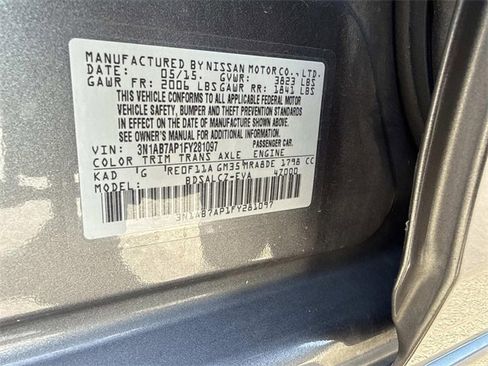 MANUFACTURED BY NISSAN MOTOR CO., LTD.
DATE: 05/15. GVWR: 3823 LBS
GAWR FR: 2006 LBS GAWR RR: 1841 LBS
THIS VEHICLE CONFORMS TO ALL APPLICABLE FEDERAL MOTOR
VEHICLE SAFETY, BUMPER AND THEFT PREVENTION STANDARDS
IN EFFECT ON THE DATE OF MANUFACTURE SHOWN ABOVE.
SEE OWNER'S MANUAL FOR ADDITIONAL INFORMATION.
VIN: 3N1AB7AP1FY281097 PASSENGER CAR.
COLOR TRIM TRANS AXLE ENGINE
KAD G RE0F11A GM35 MRA8DE 1798 CC
BDSALC7-EVA 47000
3N1AB7AP1FY281097